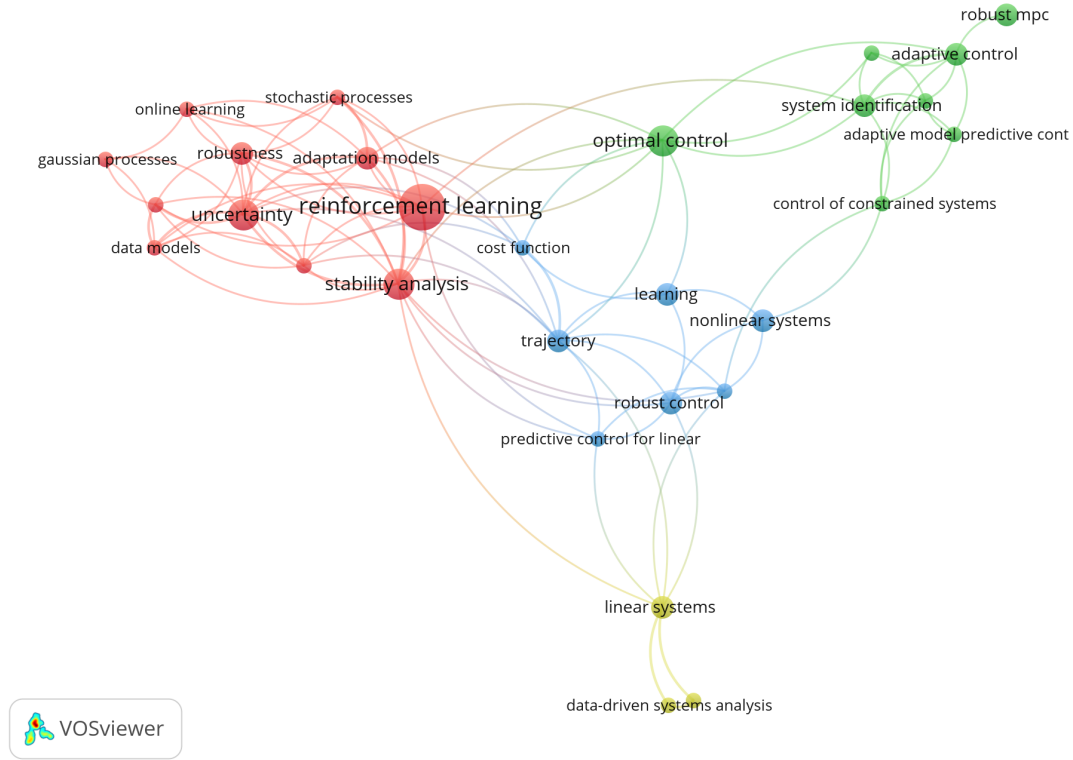 robust mpc
adaptive control
stochastic processes
online learning
system identification
adaptive model predictive cont
optimal control
robustness
adaptation models
gaussian processes
control of constrained systems
reinforcement learning
uncertainty
data models
cost function
stability analysis
learning
nonlinear systems
trajectory
robust control
predictive control for linear
linear systems
data-driven systems analysis
VOSviewer